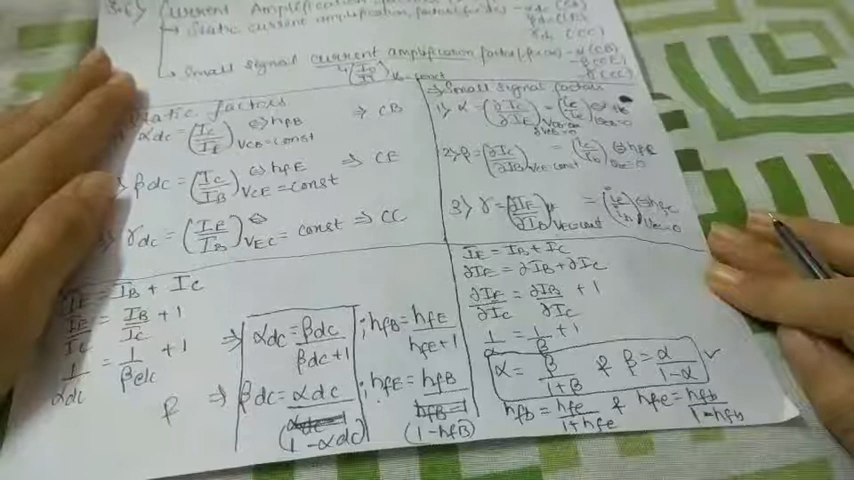 Current Amplification
→ Static current amplification factor
→ Small signal current amplification factor
Static factors
αdc = (IC/IE) VCB = const ⇔ hFB ⇒ CB
βdc = (IC/IB) VCE = const ⇔ hFE ⇒ CE
γdc = (IE/IB) VEC = const ⇒ CC
→ Small signal factors
1) α = (∂IC/∂IE) = (ic/ie)
2) β = (∂IC/∂IB) VCE const = (ic/ib) ⇔ hfe
3) γ = (∂IE/∂IB) VEC const = (ie/ib) ⇔ hfc
IE = IB + IC
IE/IC = IB/IC + 1
1/αdc = 1/βdc + 1
⇒ αdc = βdc/βdc+1 ; hFB = hFE/hFE+1
& ⇒ βdc = αdc/(1-αdc) ; hFE = hFB/(1-hFB)
IE = IB + IC
∂IE = ∂IB + ∂IC
∂IE/∂IC = ∂IB/∂IC + 1
1/α = 1/β + 1
α = β/1+β & β = α/1-α ✓
hfb = hfe/1+hfe & hfe = hfb/1-hfb